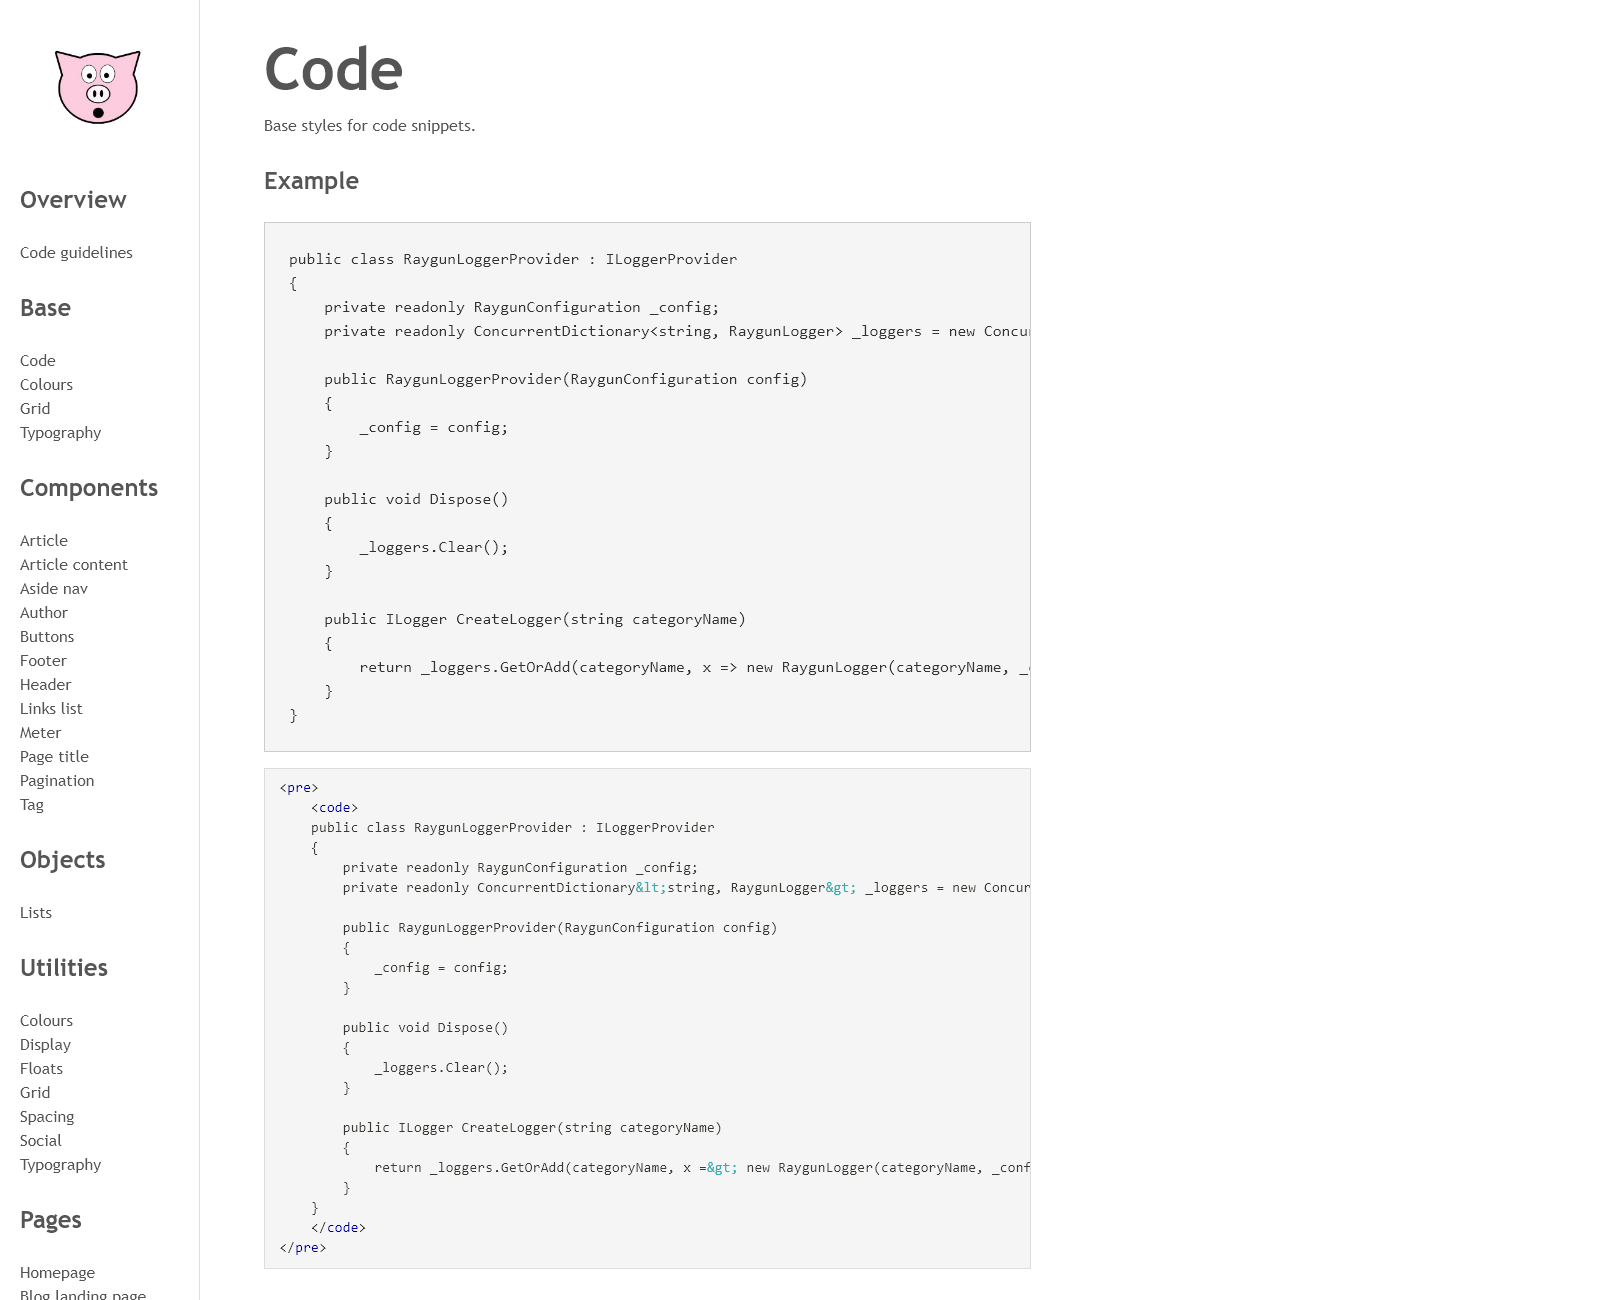 Overview
Code guidelines
Base
Code
Colours
Grid
Typography
Components
Article
Article content
Aside nav
Author
Buttons
Footer
Header
Links list
Meter
Page title
Pagination
Tag
Objects
Lists
Utilities
Colours
Display
Floats
Grid
Spacing
Social
Typography
Pages
Homepage
Blog landing page
Code
Base styles for code snippets.
Example
public class RaygunLoggerProvider : ILoggerProvider
{
    private readonly RaygunConfiguration _config;
    private readonly ConcurrentDictionary<string, RaygunLogger> _loggers = new Concu
    public RaygunLoggerProvider(RaygunConfiguration config)
    {
        _config = config;
    }
    public void Dispose()
    {
        _loggers.Clear();
    }
    public ILogger CreateLogger(string categoryName)
    {
        return _loggers.GetOrAdd(categoryName, x => new RaygunLogger(categoryName, _
    }
}
<pre>
    <code>
    public class RaygunLoggerProvider : ILoggerProvider
    {
        private readonly RaygunConfiguration _config;
        private readonly ConcurrentDictionary&lt;string, RaygunLogger&gt; _loggers = new Concur
        public RaygunLoggerProvider(RaygunConfiguration config)
        {
            _config = config;
        }
        public void Dispose()
        {
            _loggers.Clear();
        }
        public ILogger CreateLogger(string categoryName)
        {
            return _loggers.GetOrAdd(categoryName, x =&gt; new RaygunLogger(categoryName, _conf
        }
    }
    </code>
</pre>